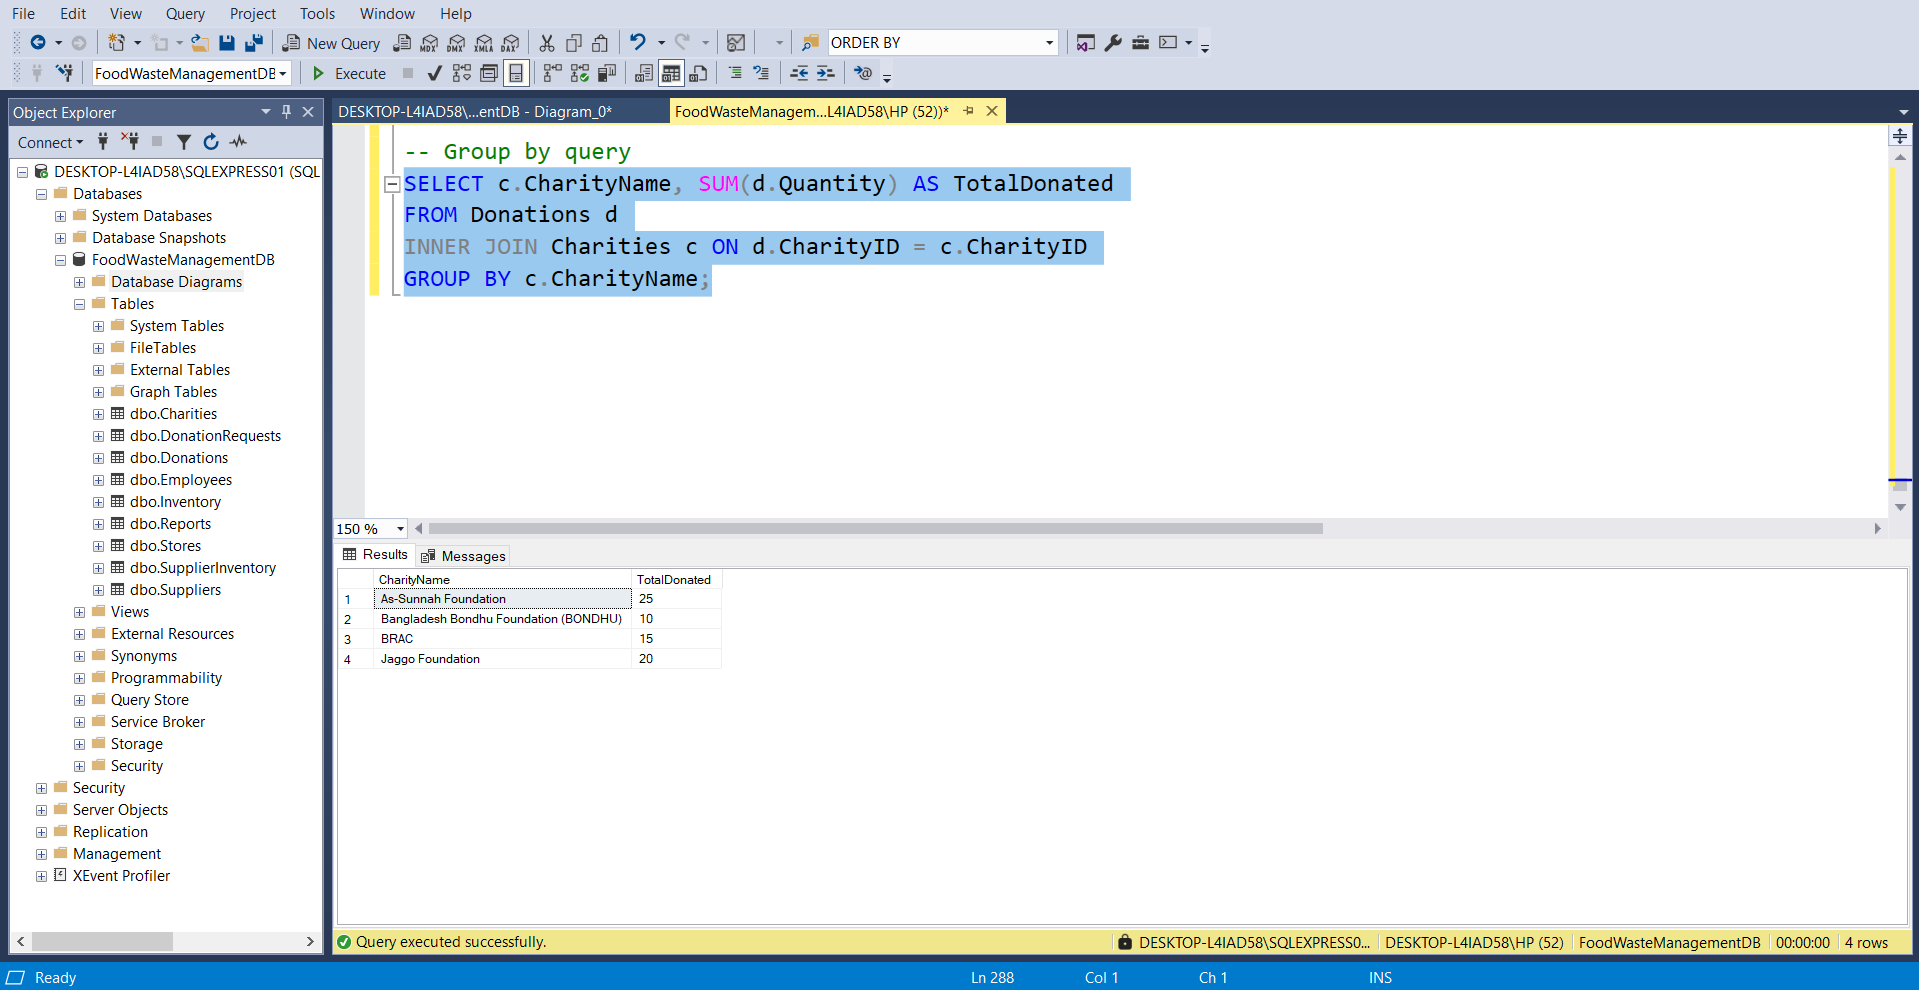 File Edit View Query Project Tools Window Help
New Query MDX DMX XMLA DAX ORDER BY
FoodWasteManagementDB Execute
Object Explorer
Connect
DESKTOP-L4IAD58\SQLEXPRESS01 (SQL
Databases
System Databases
Database Snapshots
FoodWasteManagementDB
Database Diagrams
Tables
System Tables
FileTables
External Tables
Graph Tables
dbo.Charities
dbo.DonationRequests
dbo.Donations
dbo.Employees
dbo.Inventory
dbo.Reports
dbo.Stores
dbo.SupplierInventory
dbo.Suppliers
Views
External Resources
Synonyms
Programmability
Query Store
Service Broker
Storage
Security
Security
Server Objects
Replication
Management
XEvent Profiler
DESKTOP-L4IAD58\...entDB - Diagram_0* FoodWasteManagem...L4IAD58\HP (52))*
-- Group by query
SELECT c.CharityName, SUM(d.Quantity) AS TotalDonated
FROM Donations d
INNER JOIN Charities c ON d.CharityID = c.CharityID
GROUP BY c.CharityName;
150 %
Results Messages
CharityName TotalDonated
1 As-Sunnah Foundation 25
2 Bangladesh Bondhu Foundation (BONDHU) 10
3 BRAC 15
4 Jaggo Foundation 20
Query executed successfully. DESKTOP-L4IAD58\SQLEXPRESS0... DESKTOP-L4IAD58\HP (52) FoodWasteManagementDB 00:00:00 4 rows
Ready Ln 288 Col 1 Ch 1 INS